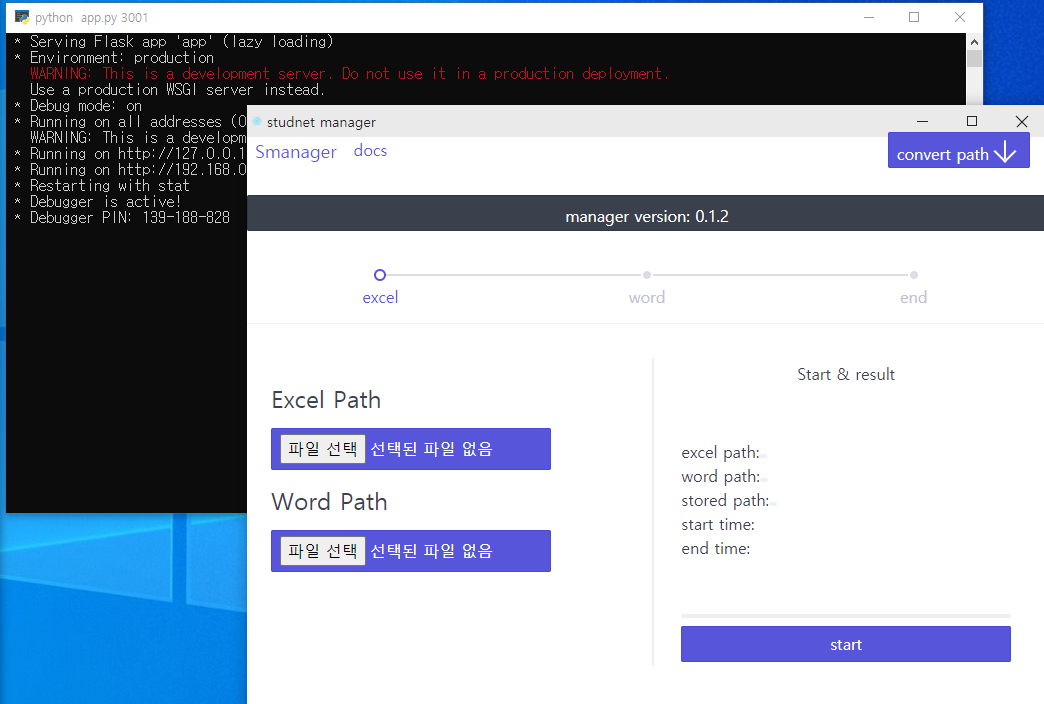 python app.py 3001
* Serving Flask app 'app' (lazy loading)
* Environment: production
WARNING: This is a development server. Do not use it in a production deployment.
Use a production WSGI server instead.
* Debug mode: on
* Running on all addresses (0
WARNING: This is a developm
* Running on http://127.0.0.1
* Running on http://192.168.0
* Restarting with stat
* Debugger is active!
* Debugger PIN: 139-188-828
studnet manager
Smanager docs
convert path
manager version: 0.1.2
excel word end
Excel Path
파일 선택 선택된 파일 없음
Word Path
파일 선택 선택된 파일 없음
Start & result
excel path:
word path:
stored path:
start time:
end time:
start